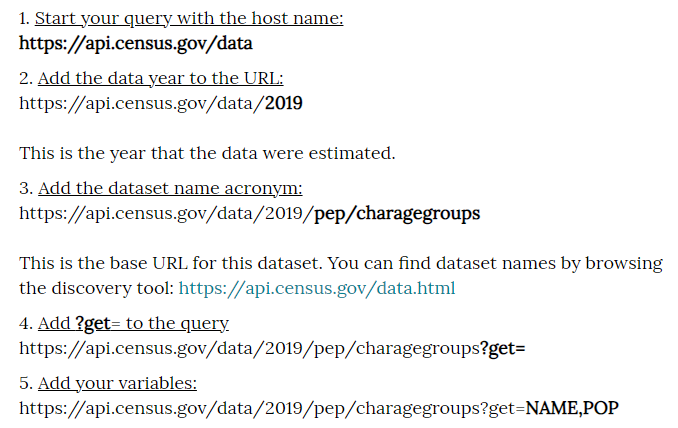 1. Start your query with the host name:
https://api.census.gov/data
2. Add the data year to the URL:
https://api.census.gov/data/2019
This is the year that the data were estimated.
3. Add the dataset name acronym:
https://api.census.gov/data/2019/pep/charagegroups
This is the base URL for this dataset. You can find dataset names by browsing
the discovery tool: https://api.census.gov/data.html
4. Add ?get= to the query
https://api.census.gov/data/2019/pep/charagegroups?get=
5. Add your variables:
https://api.census.gov/data/2019/pep/charagegroups?get=NAME,POP